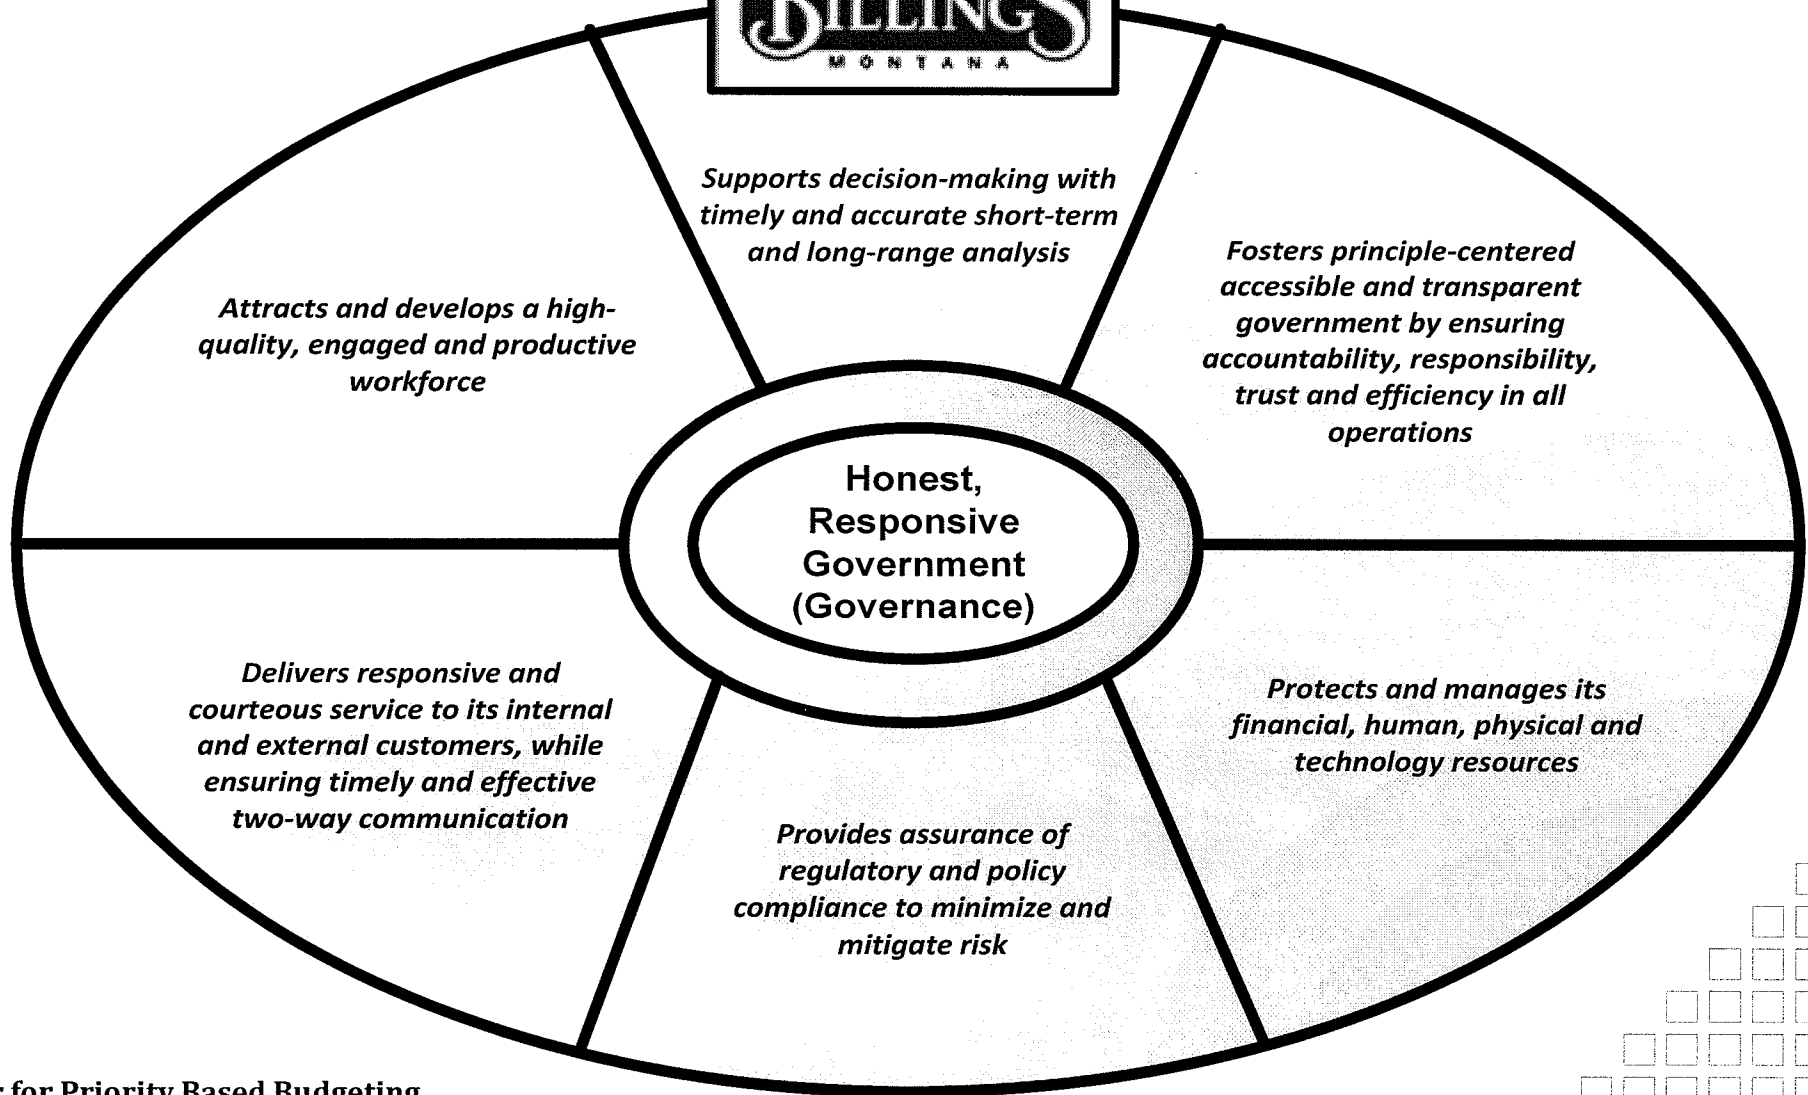 BILLINGS
MONTANA
Supports decision-making with
timely and accurate short-term
and long-range analysis
Fosters principle-centered
accessible and transparent
government by ensuring
accountability, responsibility,
trust and efficiency in all
operations
Attracts and develops a high-
quality, engaged and productive
workforce
Honest,
Responsive
Government
(Governance)
Delivers responsive and
courteous service to its internal
and external customers, while
ensuring timely and effective
two-way communication
Protects and manages its
financial, human, physical and
technology resources
Provides assurance of
regulatory and policy
compliance to minimize and
mitigate risk
for Priority Based Budgeting